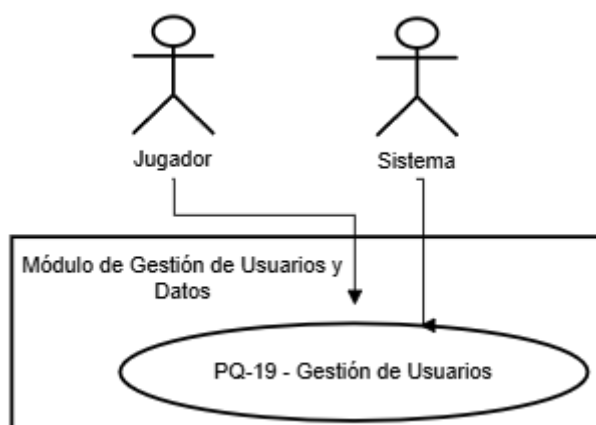 Jugador
Sistema
Módulo de Gestión de Usuarios y
Datos
PQ-19 - Gestión de Usuarios